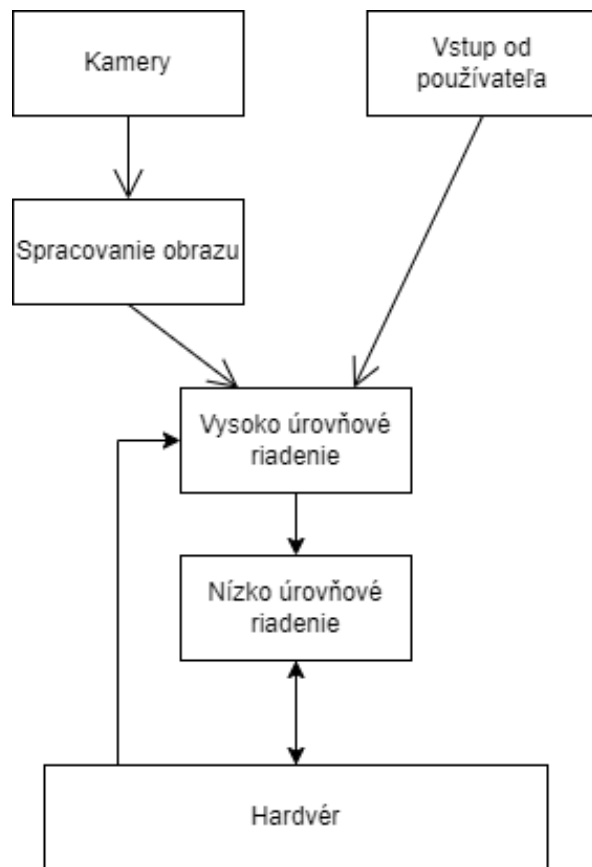 Kamery
Vstup od
používateľa
Spracovanie obrazu
Vysoko úrovňové
riadenie
Nízko úrovňové
riadenie
Hardvér